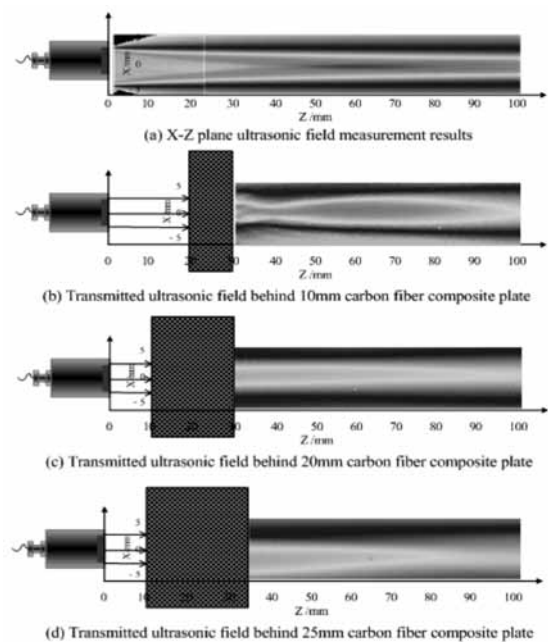 X/mm
0
0 10 20 30 40 50 60 70 80 90 100
Z /mm
(a) X-Z plane ultrasonic field measurement results
5
X/mm
0
- 5
0 10 20 30 40 50 60 70 80 90 100
Z /mm
(b) Transmitted ultrasonic field behind 10mm carbon fiber composite plate
5
X/mm
0
- 5
0 10 20 30 40 50 60 70 80 90 100
Z /mm
(c) Transmitted ultrasonic field behind 20mm carbon fiber composite plate
5
X/mm
0
- 5
0 10 20 30 40 50 60 70 80 90 100
Z /mm
(d) Transmitted ultrasonic field behind 25mm carbon fiber composite plate